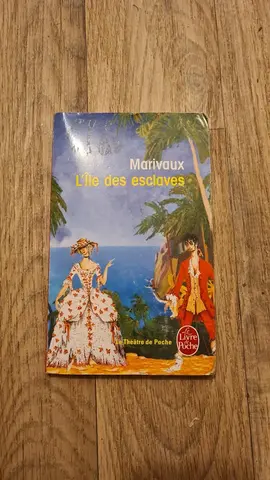 Marivaux
L'Île des esclaves
Le Théâtre de Poche
Le
Livre
de
Poche